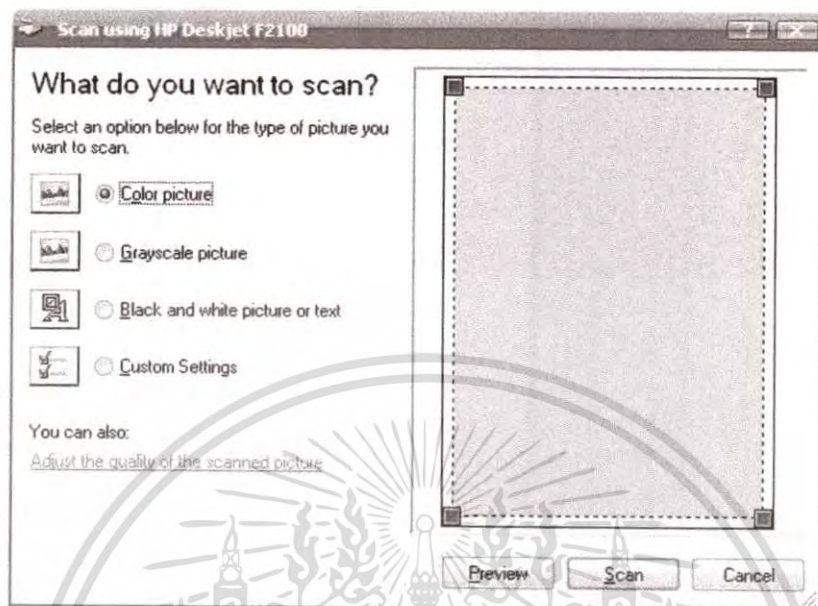 Scan using HP Deskjet F2100
What do you want to scan?
Select an option below for the type of picture you
want to scan.
Color picture
Grayscale picture
Black and white picture or text
Custom Settings
You can also:
Adjust the quality of the scanned picture
Preview
Scan
Cancel